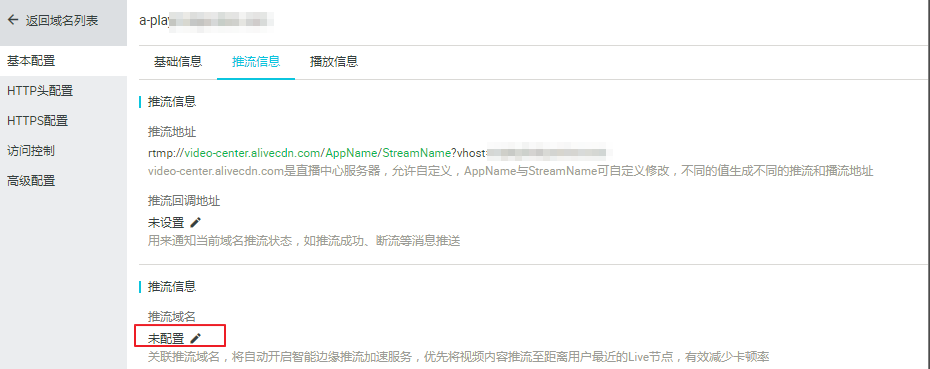 返回域名列表
a-play
基本配置
HTTP头配置
HTTPS配置
访问控制
高级配置
基础信息 推流信息 播放信息
推流信息
推流地址
rtmp://video-center.alivecdn.com/AppName/StreamName?vhost
video-center.alivecdn.com是直播中心服务器，允许自定义，AppName与StreamName可自定义修改，不同的值生成不同的推流和播流地址
推流回调地址
未设置
用来通知当前域名推流状态，如推流成功、断流等消息推送
推流信息
推流域名
未配置
关联推流域名，将自动开启智能边缘推流加速服务，优先将视频内容推流至距离用户最近的Live节点，有效减少卡顿率